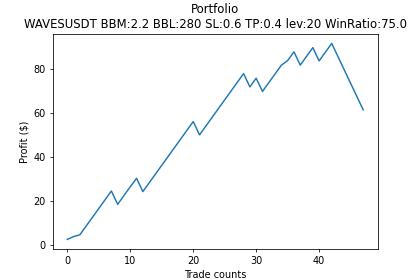 Portfolio
WAVESUSDT BBM:2.2 BBL:280 SL:0.6 TP:0.4 lev:20 WinRatio:75.0
80
60
40
20
0
Profit ($)
0 10 20 30 40
Trade counts